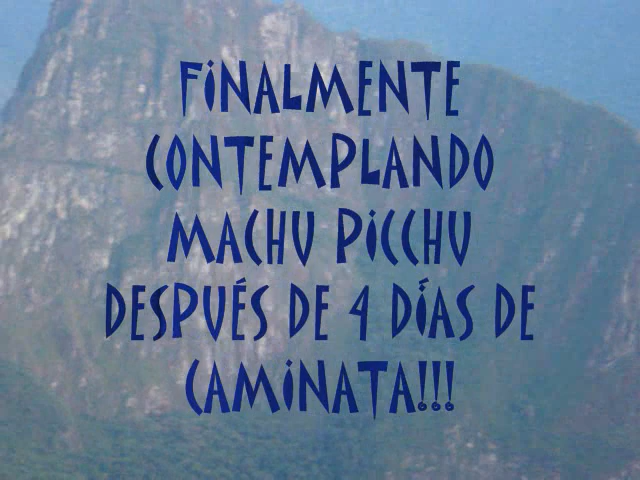 FiNALMENTE
CONTEMPLANDO
MACHU PiCCHU
DESPUÉS DE 4 DÍAS DE
CAMiNATA!!!